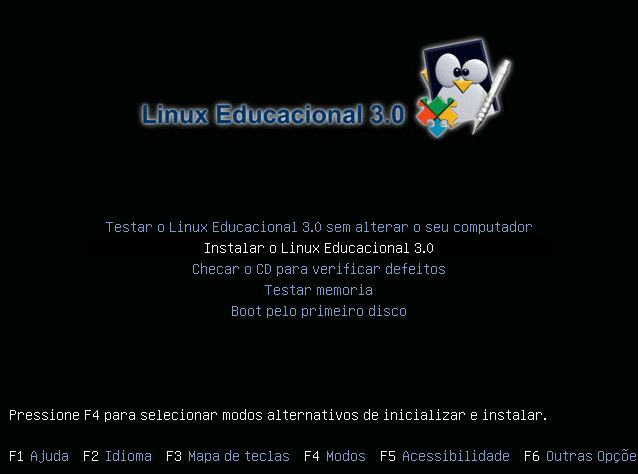 Linux Educacional 3.0
Testar o Linux Educacional 3.0 sem alterar o seu computador
Instalar o Linux Educacional 3.0
Checar o CD para verificar defeitos
Testar memoria
Boot pelo primeiro disco
Pressione F4 para selecionar modos alternativos de inicializar e instalar.
F1 Ajuda F2 Idioma F3 Mapa de teclas F4 Modos F5 Acessibilidade F6 Outras Opçõe